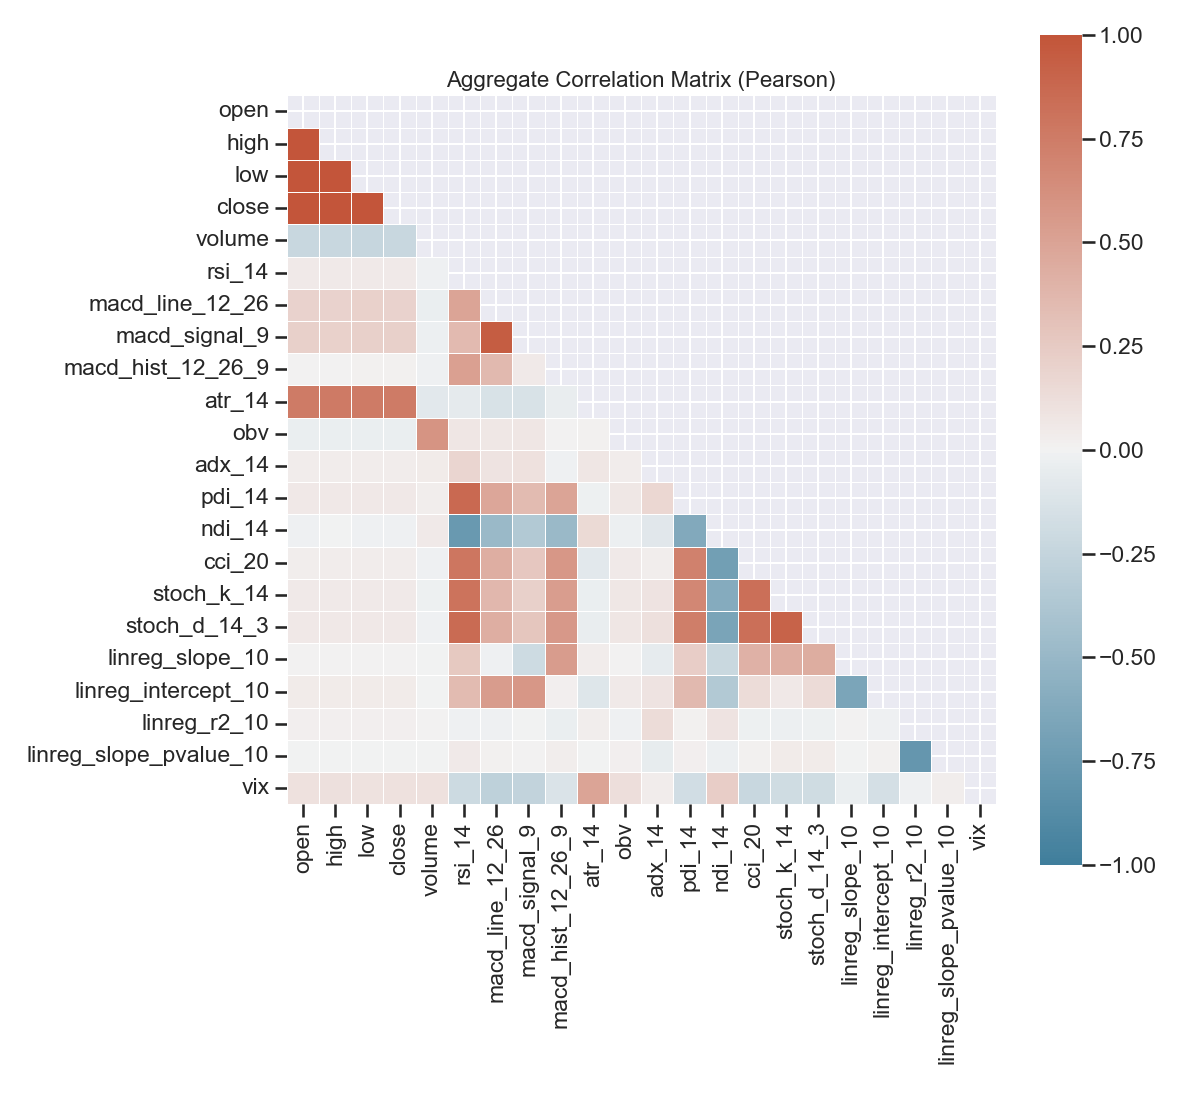 Aggregate Correlation Matrix (Pearson)
open
high
low
close
volume
rsi_14
macd_line_12_26
macd_signal_9
macd_hist_12_26_9
atr_14
obv
adx_14
pdi_14
ndi_14
cci_20
stoch_k_14
stoch_d_14_3
linreg_slope_10
linreg_intercept_10
linreg_r2_10
linreg_slope_pvalue_10
vix
open
high
low
close
volume
rsi_14
macd_line_12_26
macd_signal_9
macd_hist_12_26_9
atr_14
obv
adx_14
pdi_14
ndi_14
cci_20
stoch_k_14
stoch_d_14_3
linreg_slope_10
linreg_intercept_10
linreg_r2_10
linreg_slope_pvalue_10
vix
1.00
0.75
0.50
0.25
0.00
−0.25
−0.50
−0.75
−1.00